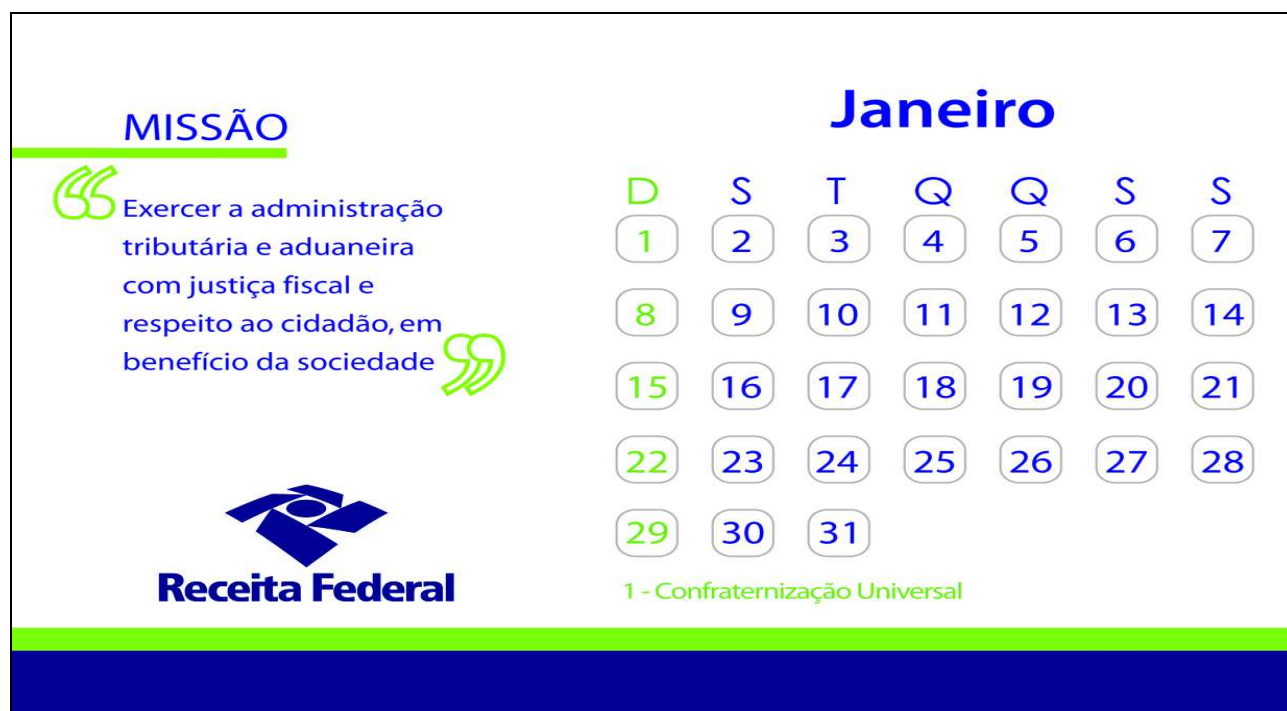 MISSÃO
Exercer a administração
tributária e aduaneira
com justiça fiscal e
respeito ao cidadão, em
benefício da sociedade
Receita Federal
Janeiro
D S T Q Q S S
1 2 3 4 5 6 7
8 9 10 11 12 13 14
15 16 17 18 19 20 21
22 23 24 25 26 27 28
29 30 31
1 - Confraternização Universal